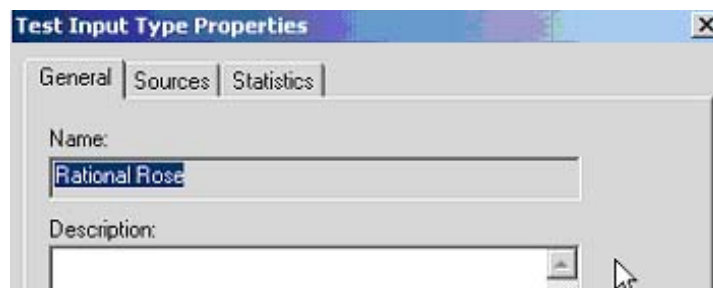 Test Input Type Properties
General Sources Statistics
Name:
Rational Rose
Description: